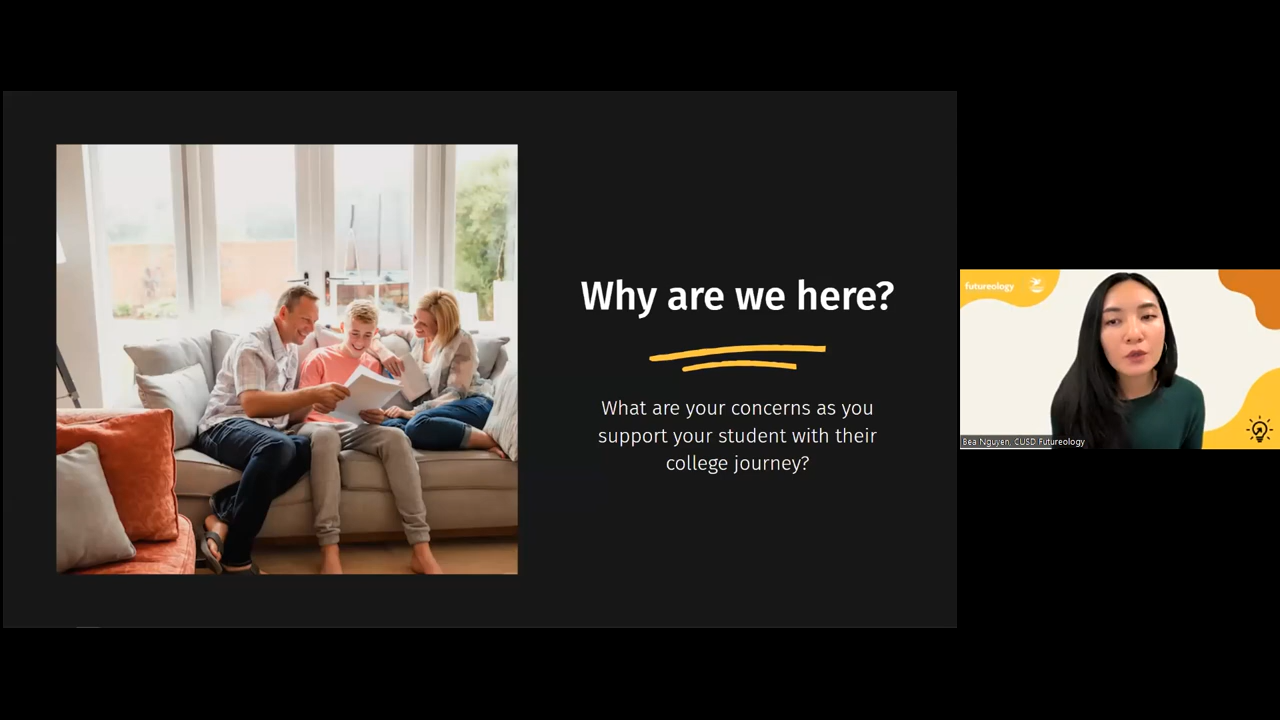 Why are we here?
What are your concerns as you
support your student with their
college journey?
futureology
Bea Nguyen, CUSD Futureology